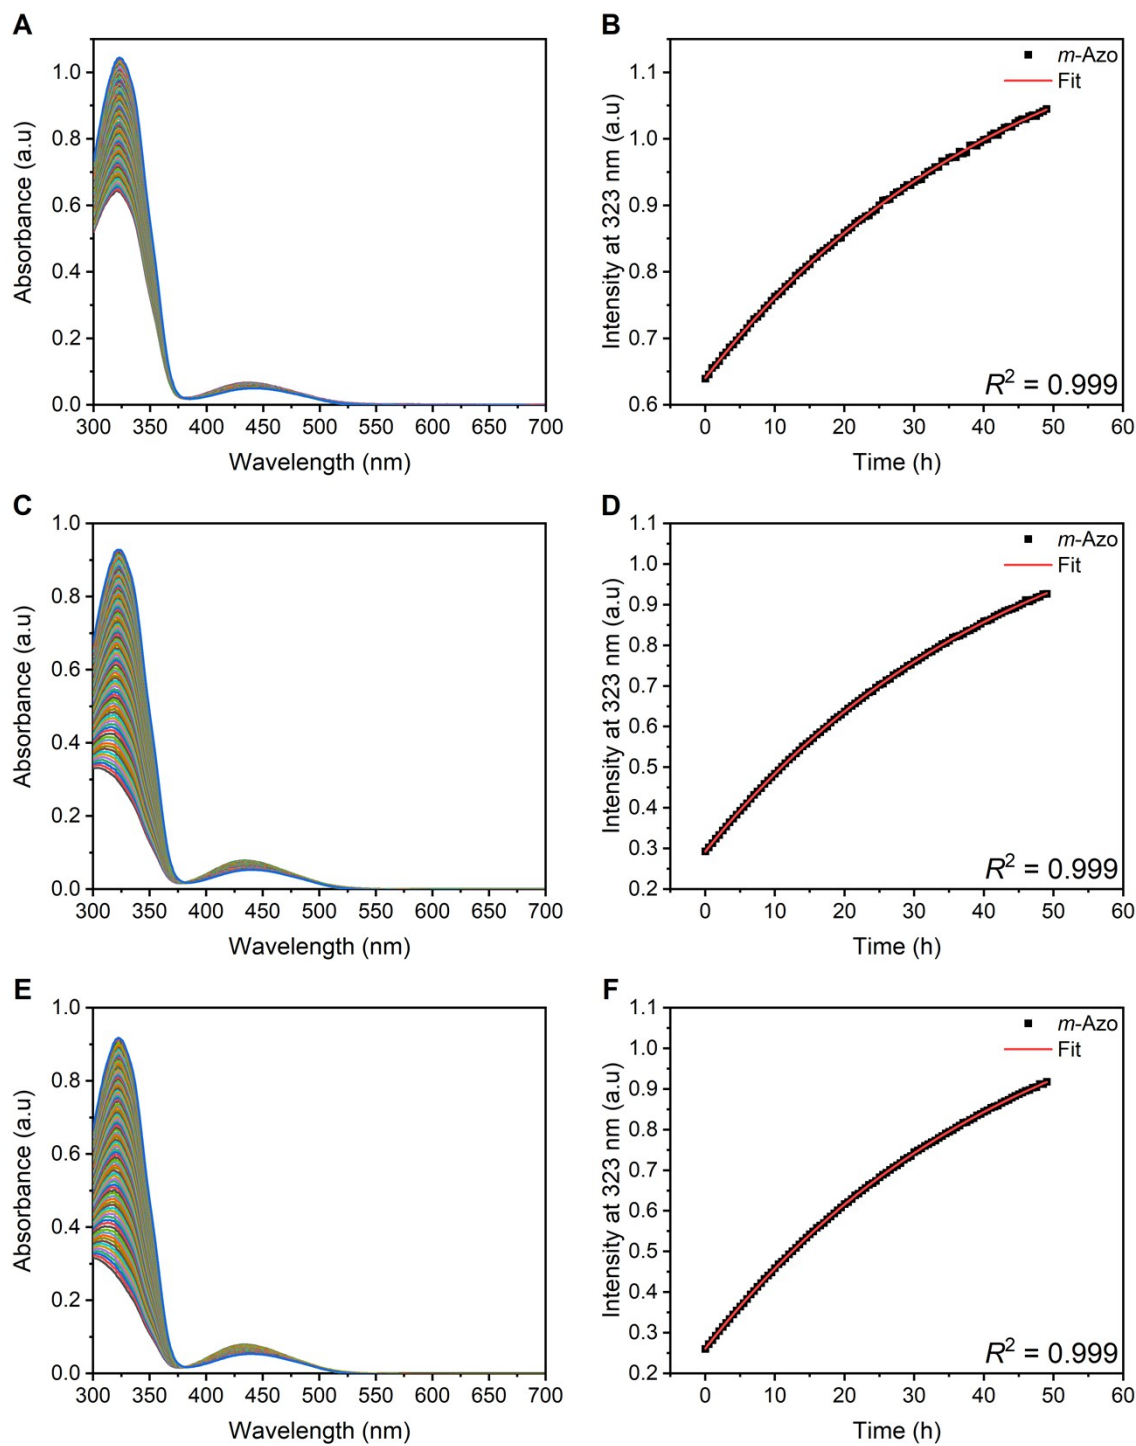 A
Absorbance (a.u)
1.0
0.8
0.6
0.4
0.2
0.0
300 350 400 450 500 550 600 650 700
Wavelength (nm)
B
Intensity at 323 nm (a.u)
1.1
1.0
0.9
0.8
0.7
0.6
m-Azo
Fit
R² = 0.999
0 10 20 30 40 50 60
Time (h)
C
Absorbance (a.u)
1.0
0.8
0.6
0.4
0.2
0.0
300 350 400 450 500 550 600 650 700
Wavelength (nm)
D
Intensity at 323 nm (a.u)
1.1
1.0
0.9
0.8
0.7
0.6
0.5
0.4
0.3
0.2
m-Azo
Fit
R² = 0.999
0 10 20 30 40 50 60
Time (h)
E
Absorbance (a.u)
1.0
0.8
0.6
0.4
0.2
0.0
300 350 400 450 500 550 600 650 700
Wavelength (nm)
F
Intensity at 323 nm (a.u)
1.1
1.0
0.9
0.8
0.7
0.6
0.5
0.4
0.3
0.2
m-Azo
Fit
R² = 0.999
0 10 20 30 40 50 60
Time (h)